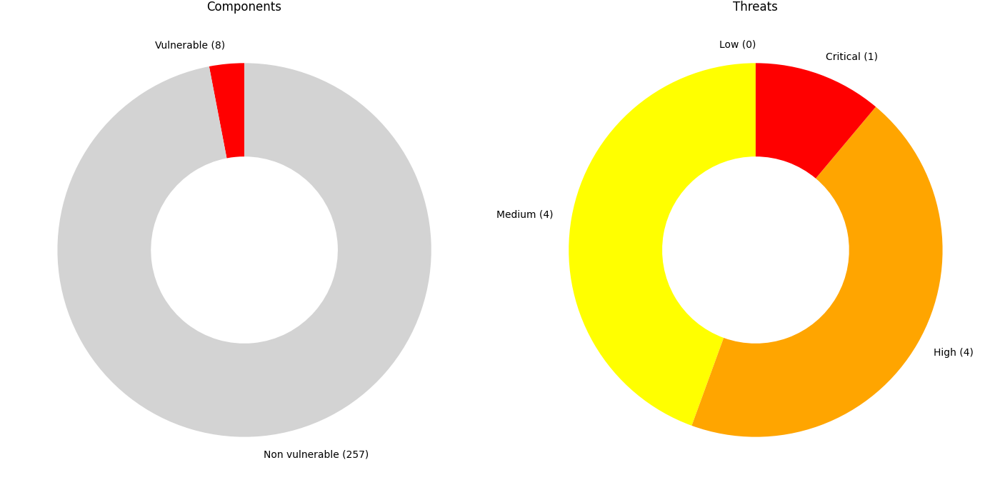 Components
Vulnerable (8)
Non vulnerable (257)
Threats
Low (0)
Critical (1)
Medium (4)
High (4)